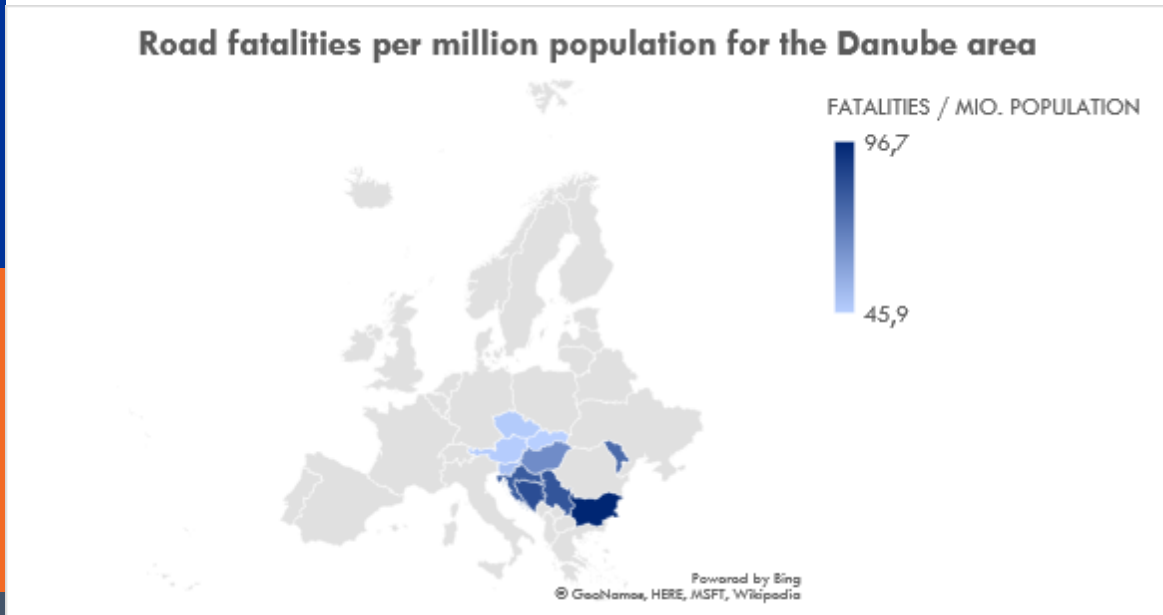 Road fatalities per million population for the Danube area
FATALITIES / MIO. POPULATION
96,7
45,9
Powered by Bing
© GeoNames, HERE, MSFT, Wikipedia